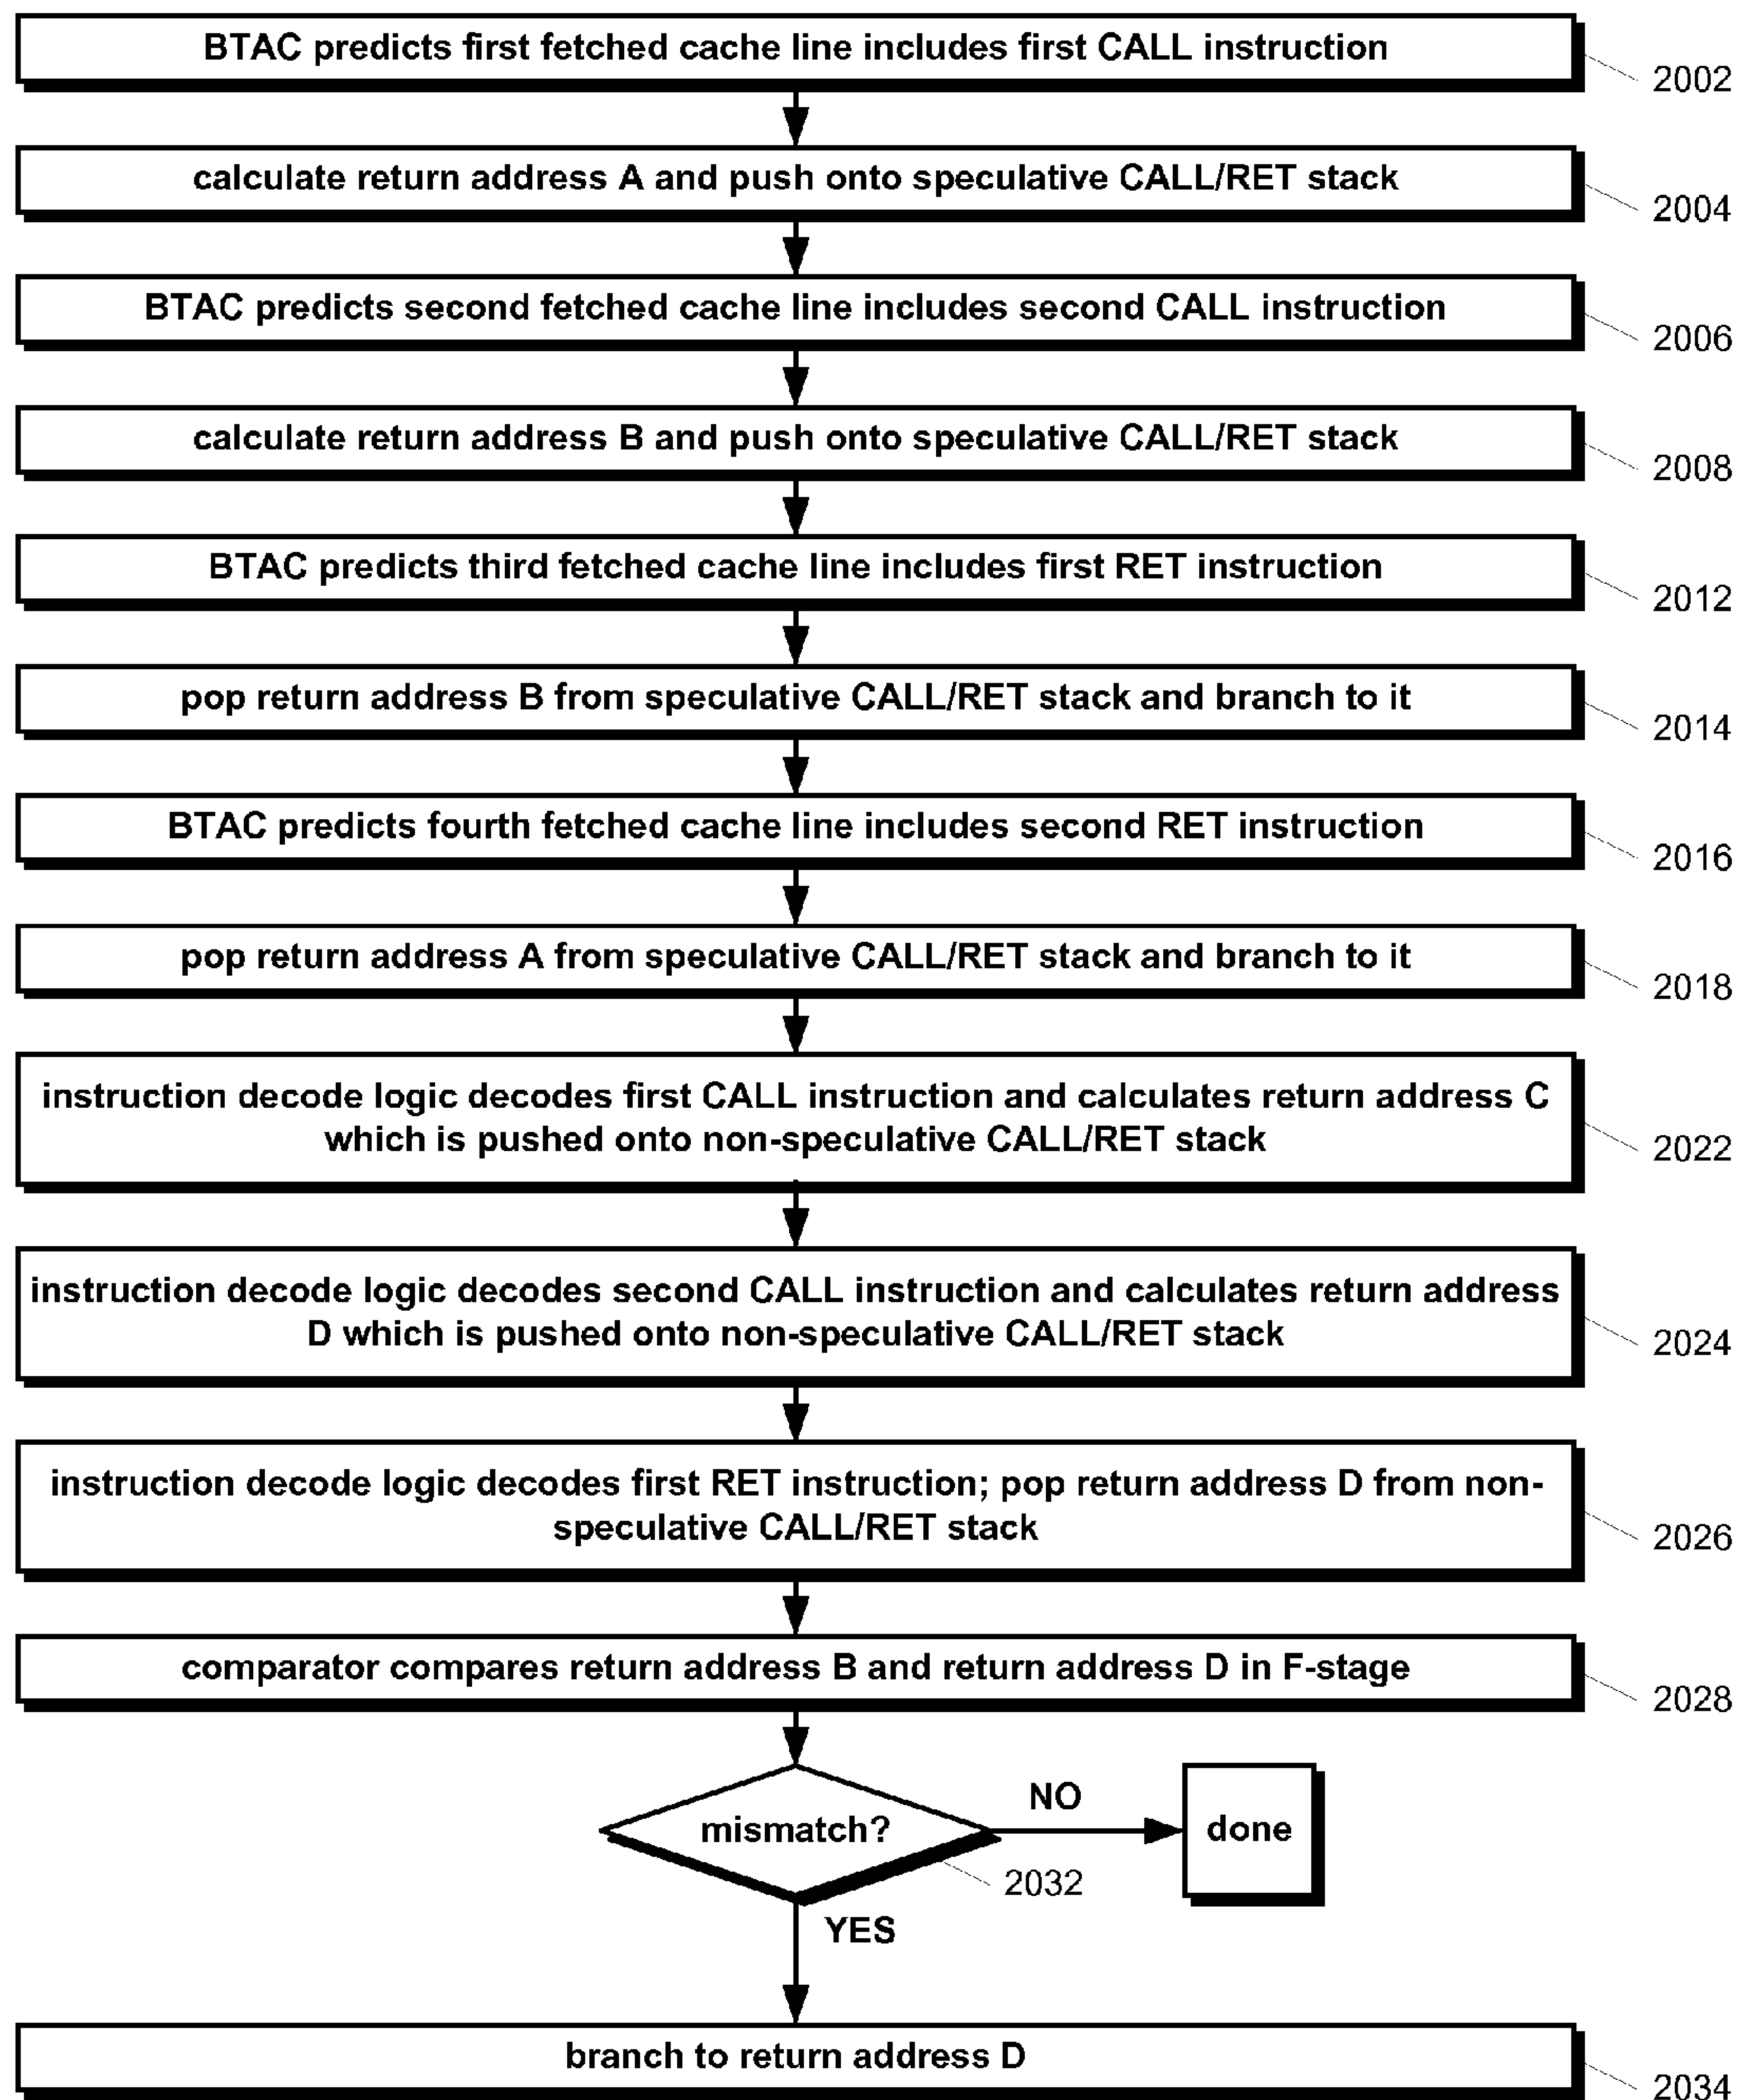 BTAC predicts first fetched cache line includes first CALL instruction
2002
calculate return address A and push onto speculative CALL/RET stack
2004
BTAC predicts second fetched cache line includes second CALL instruction
2006
calculate return address B and push onto speculative CALL/RET stack
2008
BTAC predicts third fetched cache line includes first RET instruction
2012
pop return address B from speculative CALL/RET stack and branch to it
2014
BTAC predicts fourth fetched cache line includes second RET instruction
2016
pop return address A from speculative CALL/RET stack and branch to it
2018
instruction decode logic decodes first CALL instruction and calculates return address C
which is pushed onto non-speculative CALL/RET stack
2022
instruction decode logic decodes second CALL instruction and calculates return address
D which is pushed onto non-speculative CALL/RET stack
2024
instruction decode logic decodes first RET instruction; pop return address D from non-
speculative CALL/RET stack
2026
comparator compares return address B and return address D in F-stage
2028
mismatch?
NO
done
2032
YES
branch to return address D
2034